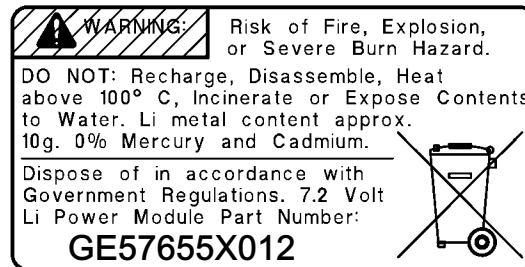 WARNING: Risk of Fire, Explosion,
or Severe Burn Hazard.
DO NOT: Recharge, Disassemble, Heat
above 100° C, Incinerate or Expose Contents
to Water. Li metal content approx.
10g. 0% Mercury and Cadmium.
Dispose of in accordance with
Government Regulations. 7.2 Volt
Li Power Module Part Number:
GE57655X012